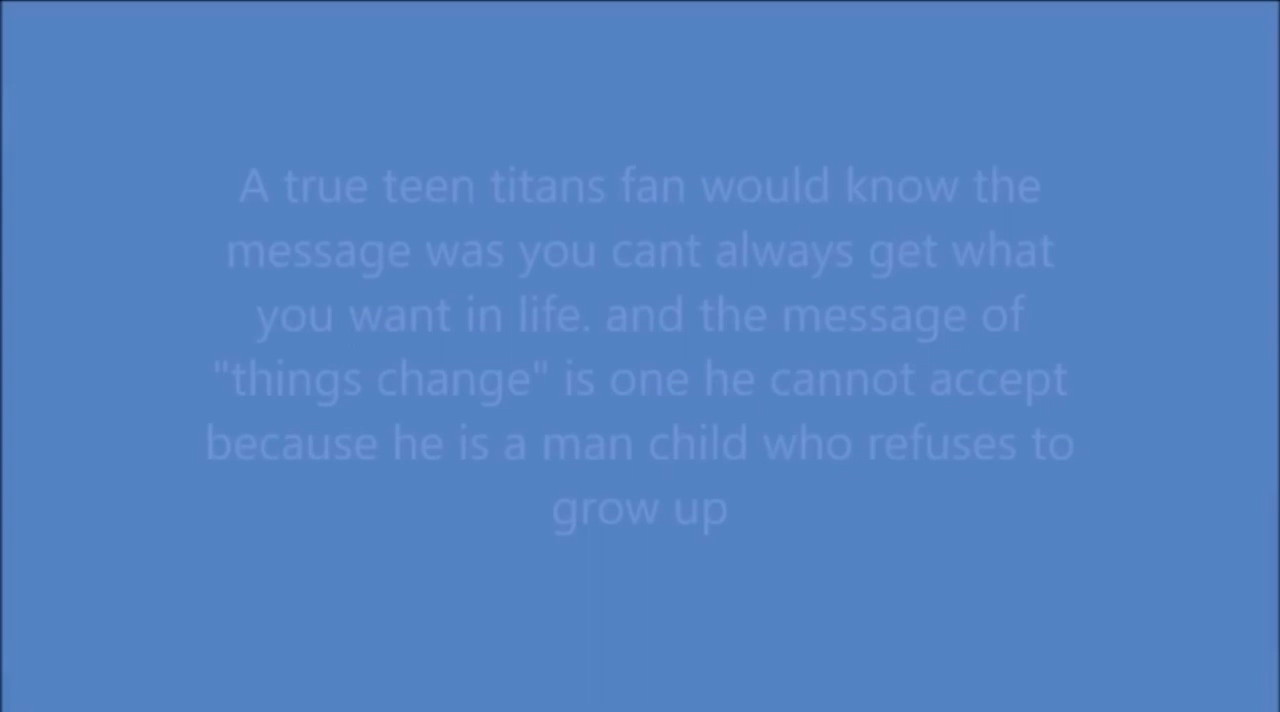 A true teen titans fan would know the
message was you cant always get what
you want in life. and the message of
"things change" is one he cannot accept
because he is a man child who refuses to
grow up